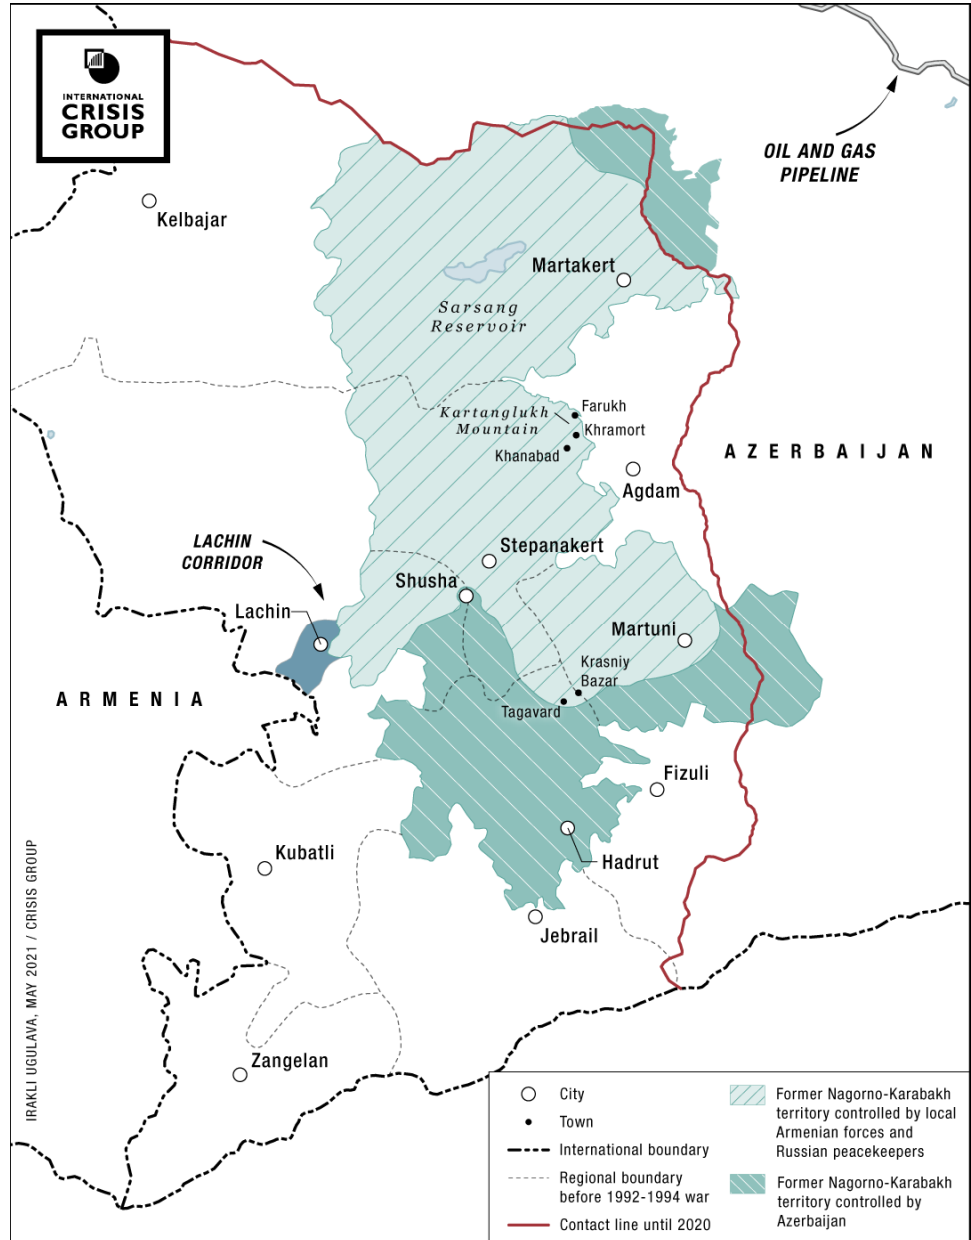 INTERNATIONAL
CRISIS
GROUP
OIL AND GAS
PIPELINE
Kelbajar
Martakert
Sarsang
Reservoir
Kartanglukh
Mountain
Farukh
Khramort
Khanabad
AZERBAIJAN
Agdam
LACHIN
CORRIDOR
Stepanakert
Shusha
Lachin
Martuni
Krasniy
Bazar
ARMENIA
Tagavard
Fizuli
Kubatli
Hadrut
Jebrail
Zangelan
IRAKLI UGULAVA, MAY 2021 / CRISIS GROUP
City
Town
International boundary
Regional boundary
before 1992-1994 war
Contact line until 2020
Former Nagorno-Karabakh
territory controlled by local
Armenian forces and
Russian peacekeepers
Former Nagorno-Karabakh
territory controlled by
Azerbaijan